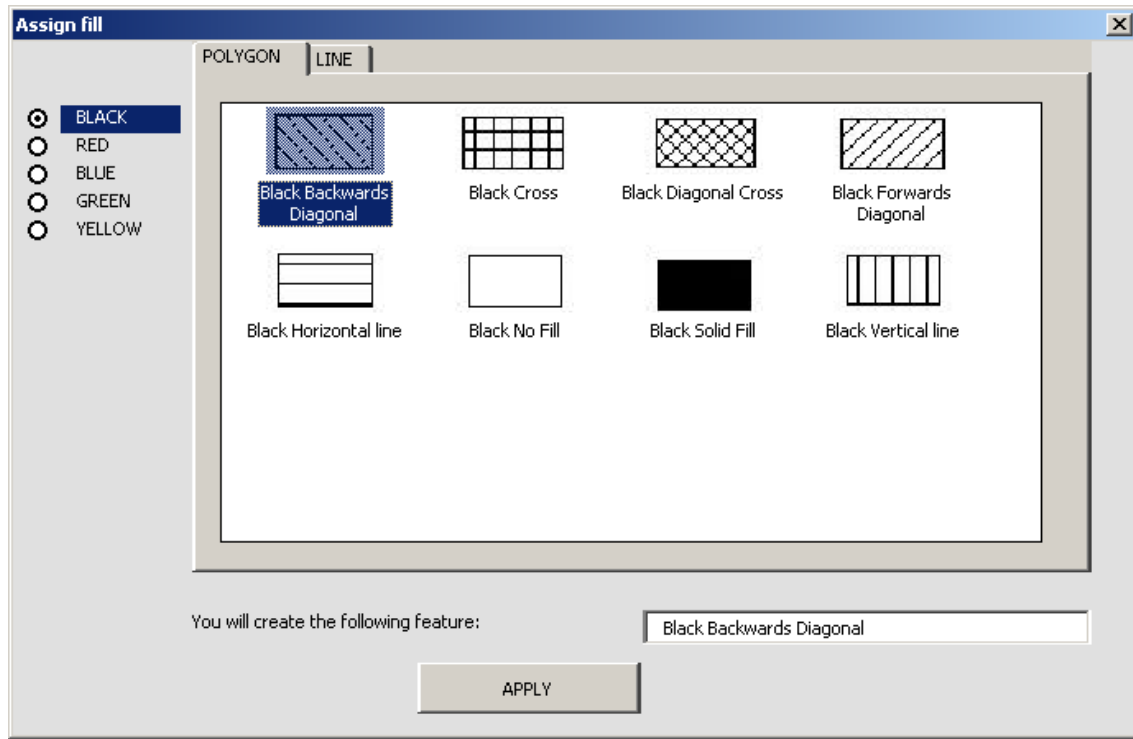 Assign fill
POLYGON
LINE
BLACK
RED
BLUE
GREEN
YELLOW
Black Backwards
Diagonal
Black Cross
Black Diagonal Cross
Black Forwards
Diagonal
Black Horizontal line
Black No Fill
Black Solid Fill
Black Vertical line
You will create the following feature:
Black Backwards Diagonal
APPLY